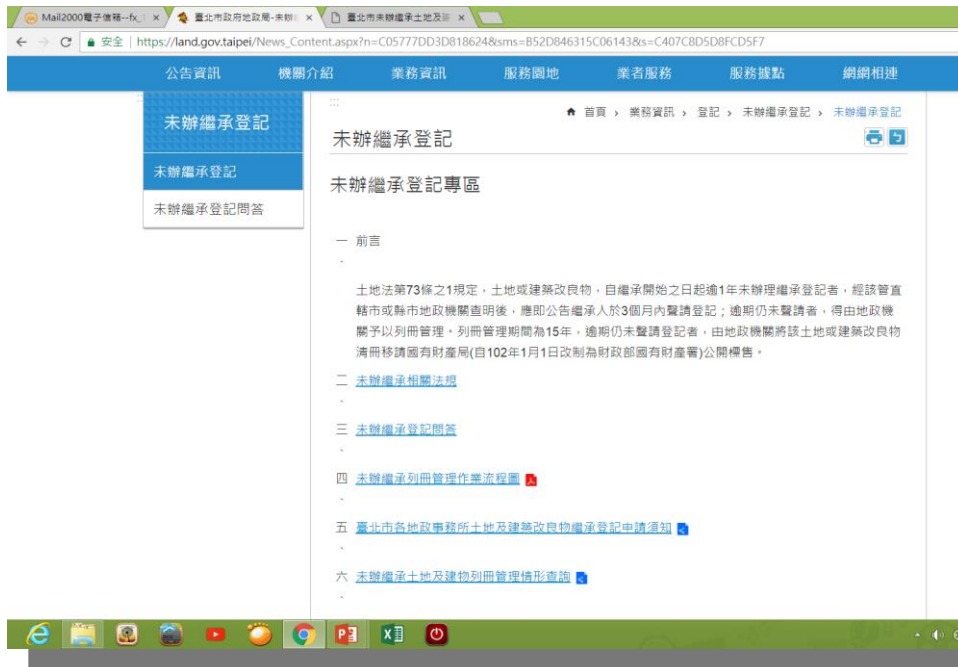 Mail2000電子信箱--fx_
臺北市政府地政局-未辦
臺北市未辦繼承土地及
安全
https://land.gov.taipei/News_Content.aspx?n=C05777DD3D818624&sms=B52D846315C06143&s=C407C8D5D8FCD5F7
公告資訊 機關介紹 業務資訊 服務園地 業者服務 服務據點 網網相連
未辦繼承登記
未辦繼承登記
未辦繼承登記問答
首頁 › 業務資訊 › 登記 › 未辦繼承登記 › 未辦繼承登記
未辦繼承登記
未辦繼承登記專區
一、 前言
土地法第73條之1規定,土地或建築改良物,自繼承開始之日起逾1年未辦理繼承登記者,經該管直
轄市或縣市地政機關查明後,應即公告繼承人於3個月內聲請登記;逾期仍未聲請者,得由地政機
關予以列冊管理。列冊管理期間為15年,逾期仍未聲請登記者,由地政機關將該土地或建築改良物
清冊移請國有財產局(自102年1月1日改制為財政部國有財產署)公開標售。
二、 未辦繼承相關法規
三、 未辦繼承登記問答
四、 未辦繼承列冊管理作業流程圖
五、 臺北市各地政事務所土地及建築改良物繼承登記申請須知
六、 未辦繼承土地及建物列冊管理情形查詢